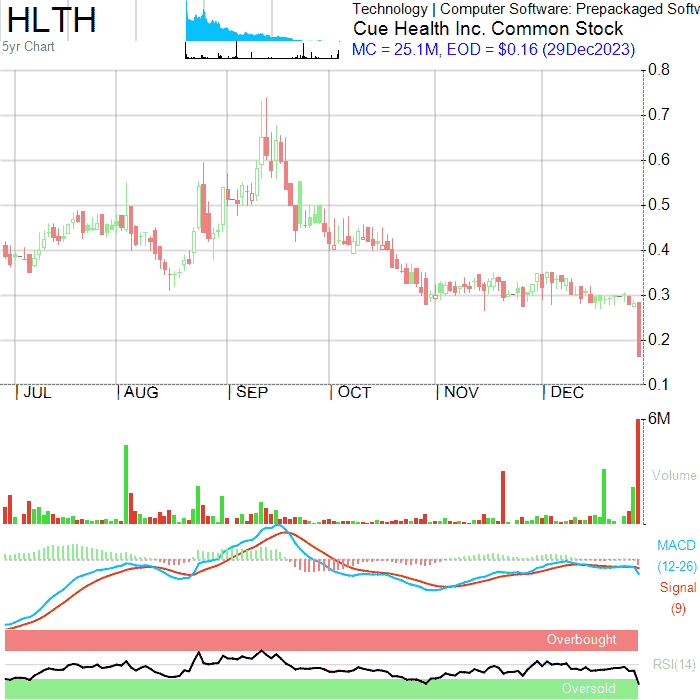 HLTH
5yr Chart
Technology | Computer Software: Prepackaged Softw
Cue Health Inc. Common Stock
MC = 25.1M, EOD = $0.16 (29Dec2023)
0.8
0.7
0.6
0.5
0.4
0.3
0.2
0.1
JUL AUG SEP OCT NOV DEC
6M
Volume
MACD
(12-26)
Signal
(9)
Overbought
RSI(14)
Oversold